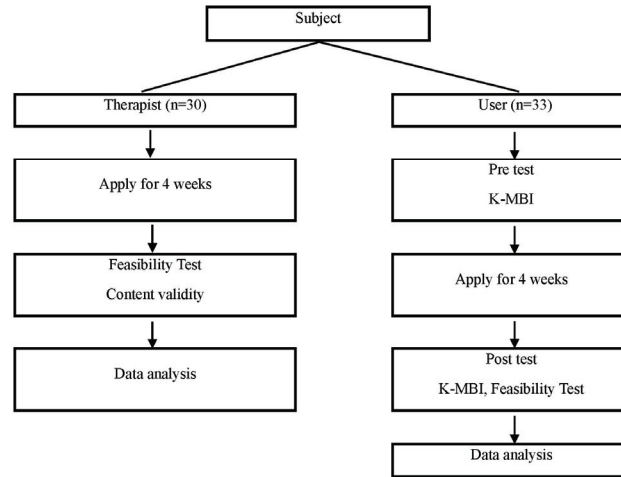 Subject
Therapist (n=30)
Apply for 4 weeks
Feasibility Test
Content validity
Data analysis
User (n=33)
Pre test
K-MBI
Apply for 4 weeks
Post test
K-MBI, Feasibility Test
Data analysis